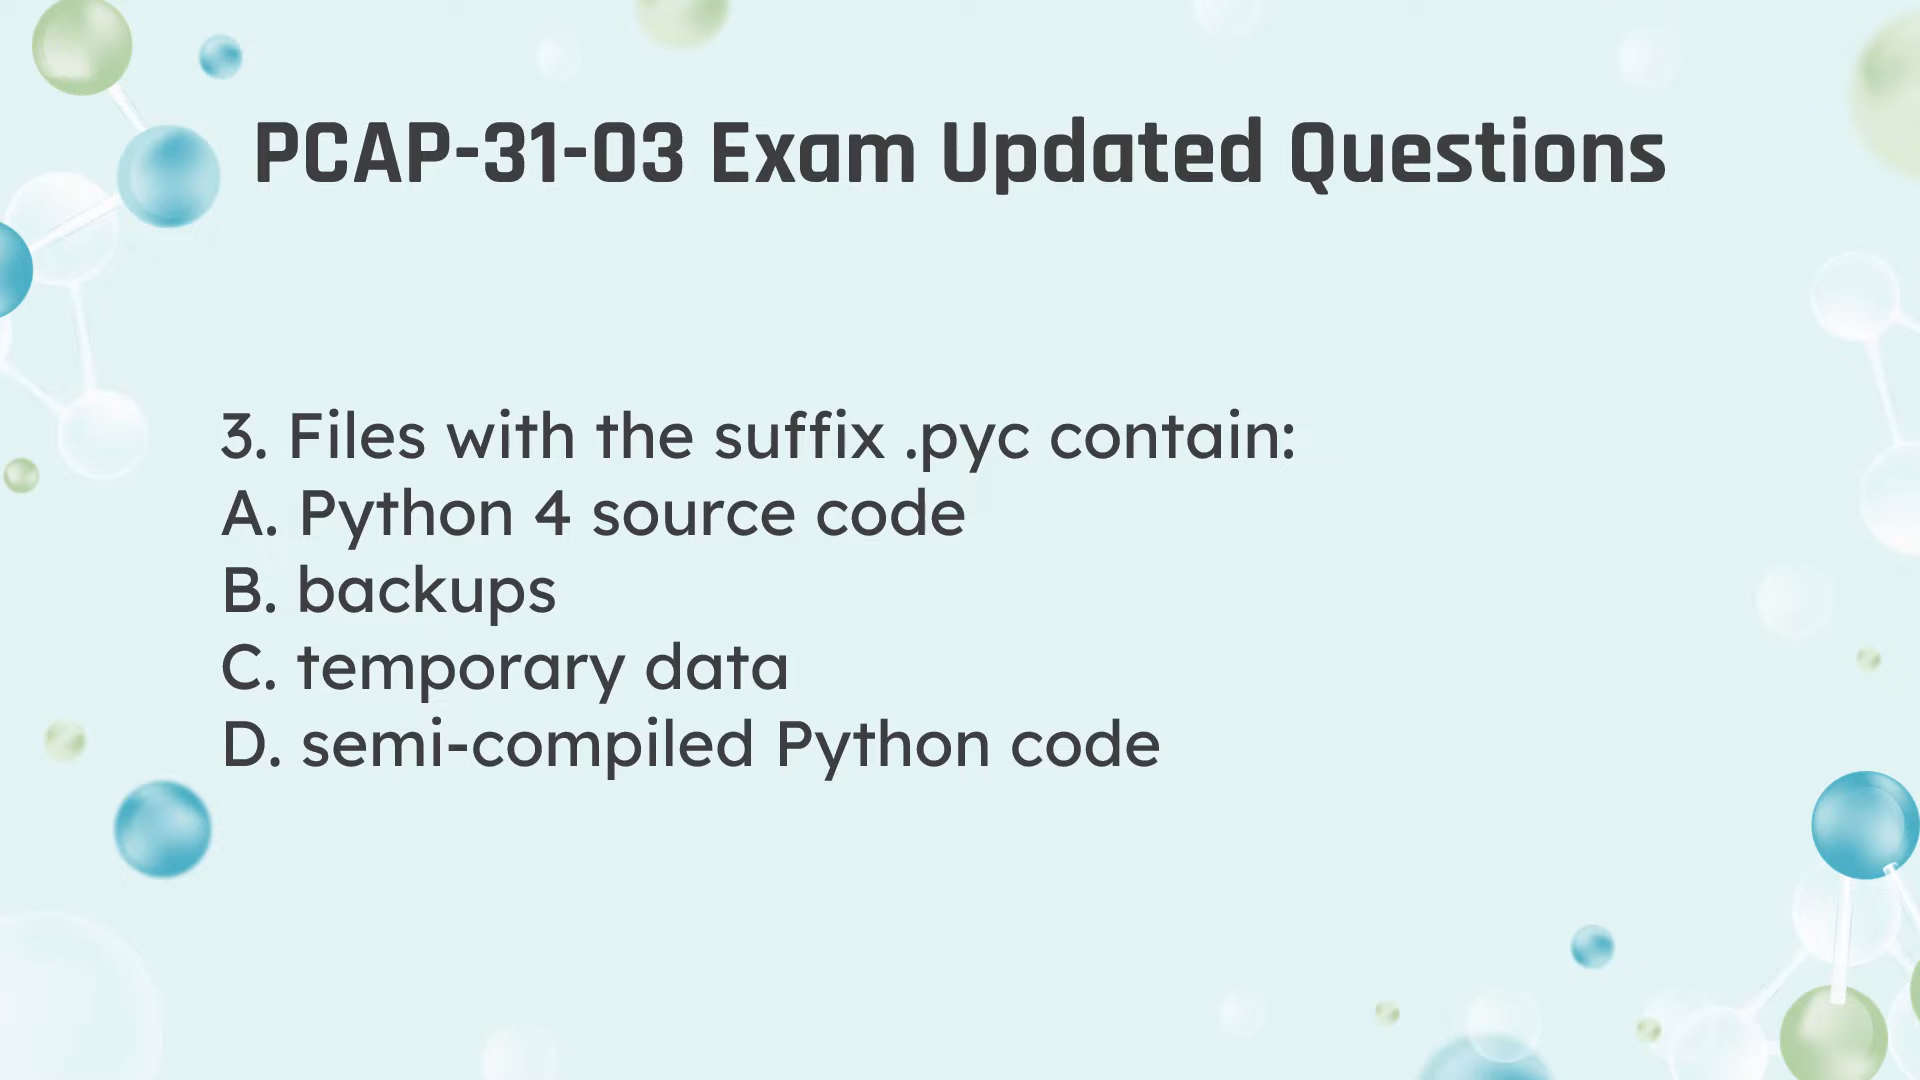 PCAP-31-03 Exam Updated Questions
3. Files with the suffix .pyc contain:
A. Python 4 source code
B. backups
C. temporary data
D. semi-compiled Python code